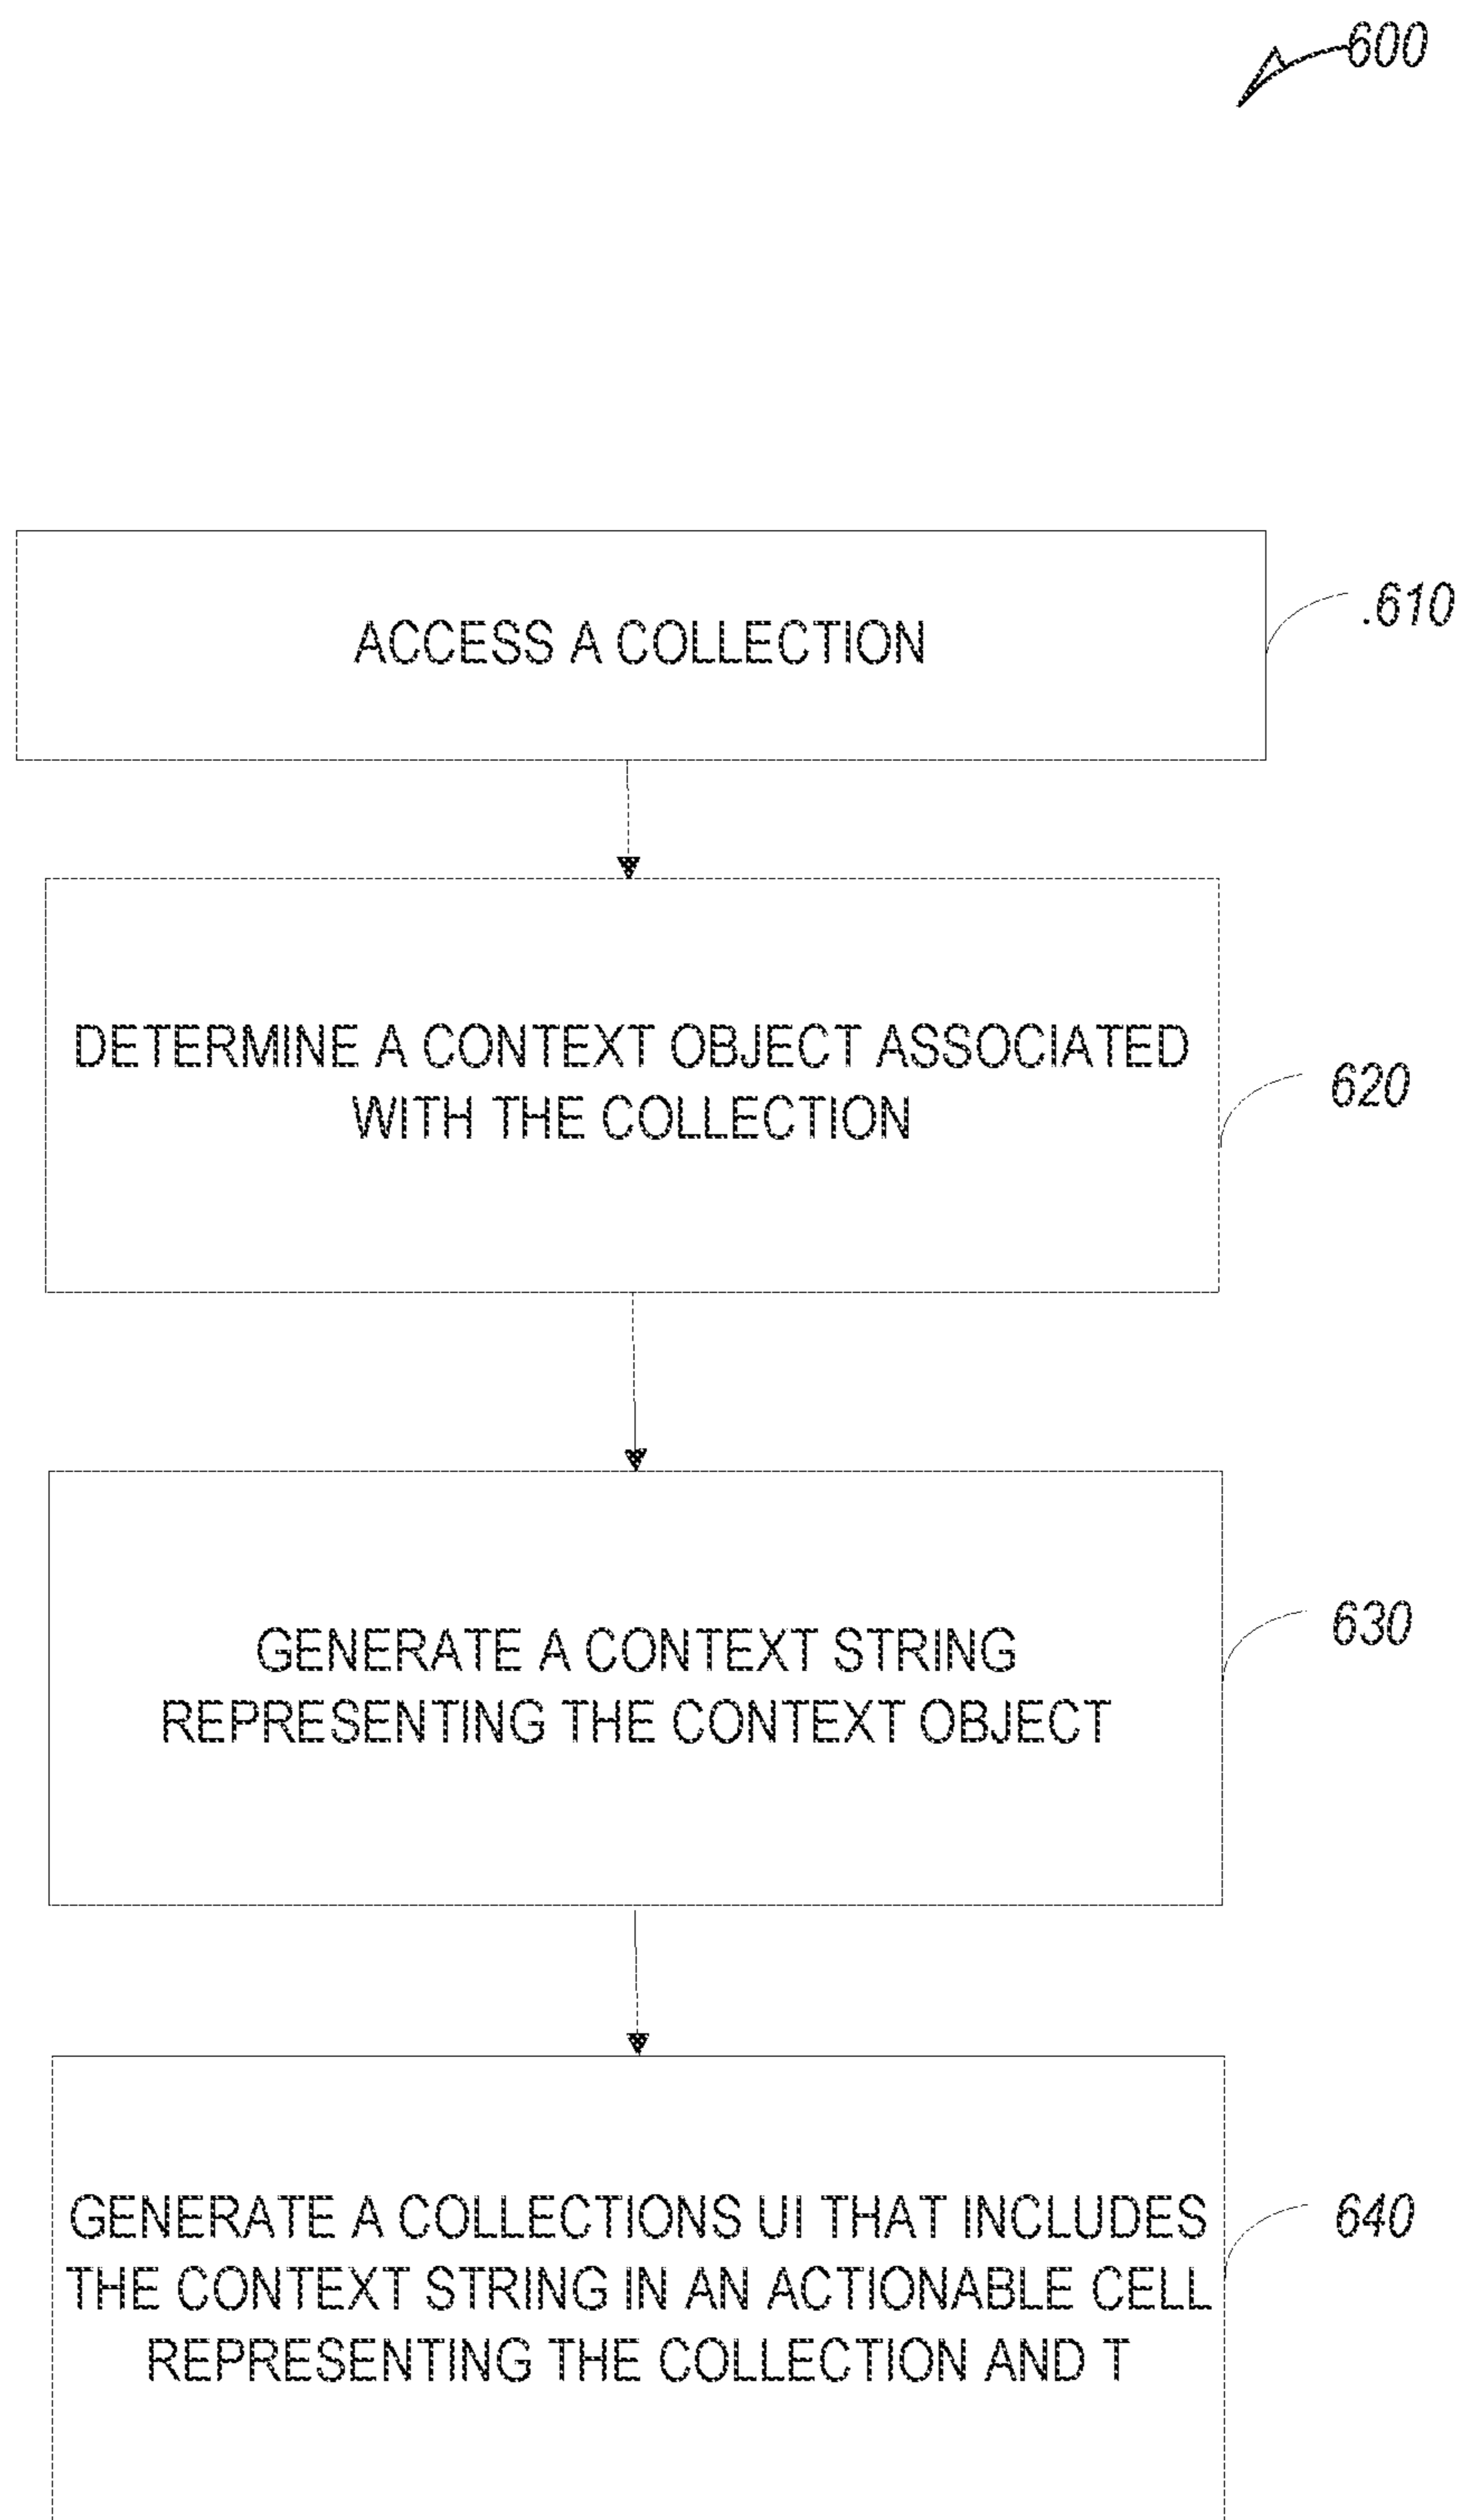 600
ACCESS A COLLECTION
.610
DETERMINE A CONTEXT OBJECT ASSOCIATED
WITH THE COLLECTION
620
GENERATE A CONTEXT STRING
REPRESENTING THE CONTEXT OBJECT
630
GENERATE A COLLECTIONS UI THAT INCLUDES
THE CONTEXT STRING IN AN ACTIONABLE CELL
REPRESENTING THE COLLECTION AND T
640